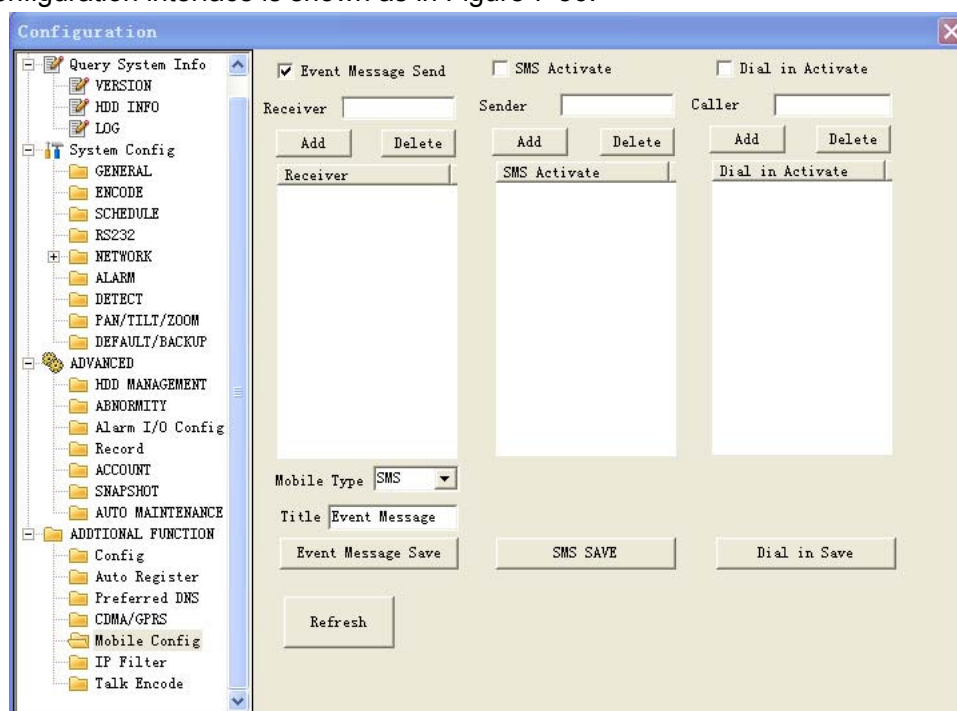 Configuration
Query System Info
VERSION
HDD INFO
LOG
System Config
GENERAL
ENCODE
SCHEDULE
RS232
NETWORK
ALARM
DETECT
PAN/TILT/ZOOM
DEFAULT/BACKUP
ADVANCED
HDD MANAGEMENT
ABNORMITY
Alarm I/O Config
Record
ACCOUNT
SNAPSHOT
AUTO MAINTENANCE
ADDTIONAL FUNCTION
Config
Auto Register
Preferred DNS
CDMA/GPRS
Mobile Config
IP Filter
Talk Encode
Event Message Send
Receiver
Add Delete
Receiver
Mobile Type SMS
Title Event Message
Event Message Save
Refresh
SMS Activate
Sender
Add Delete
SMS Activate
SMS SAVE
Dial in Activate
Caller
Add Delete
Dial in Activate
Dial in Save